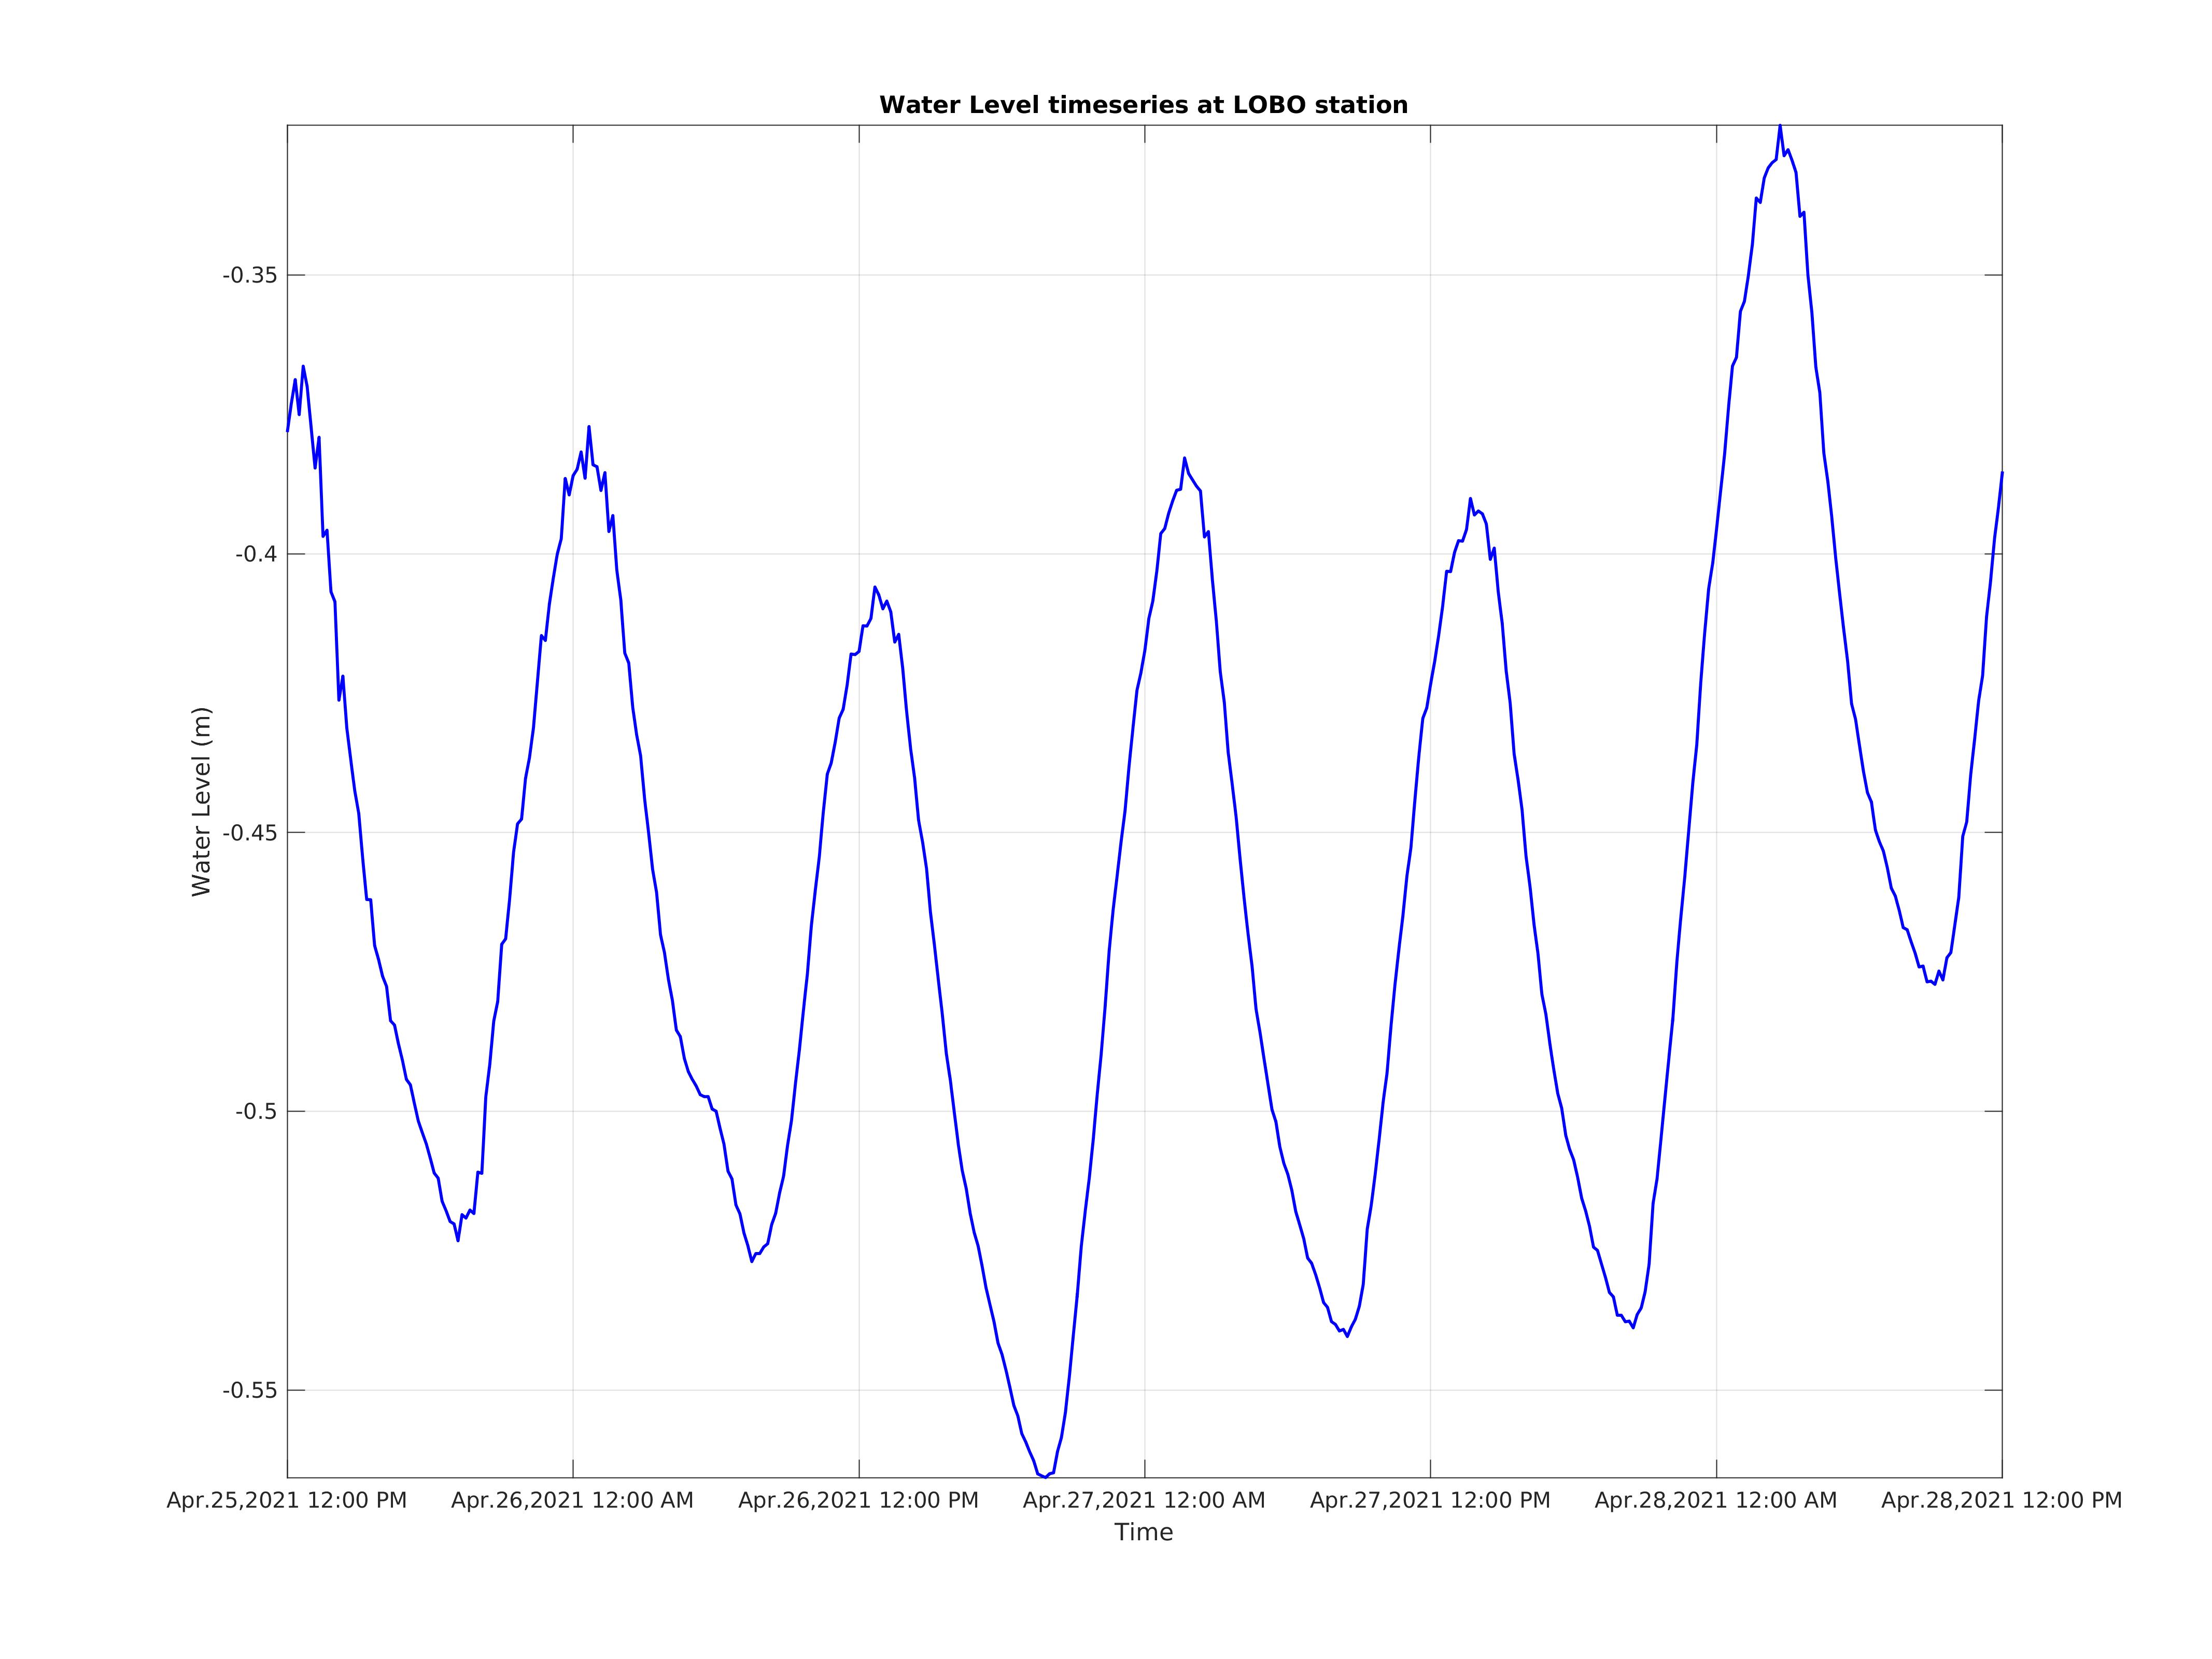 Water Level timeseries at LOBO station
-0.35
-0.4
-0.45
-0.5
-0.55
Water Level (m)
Apr.25,2021 12:00 PM Apr.26,2021 12:00 AM Apr.26,2021 12:00 PM Apr.27,2021 12:00 AM Apr.27,2021 12:00 PM Apr.28,2021 12:00 AM Apr.28,2021 12:00 PM
Time